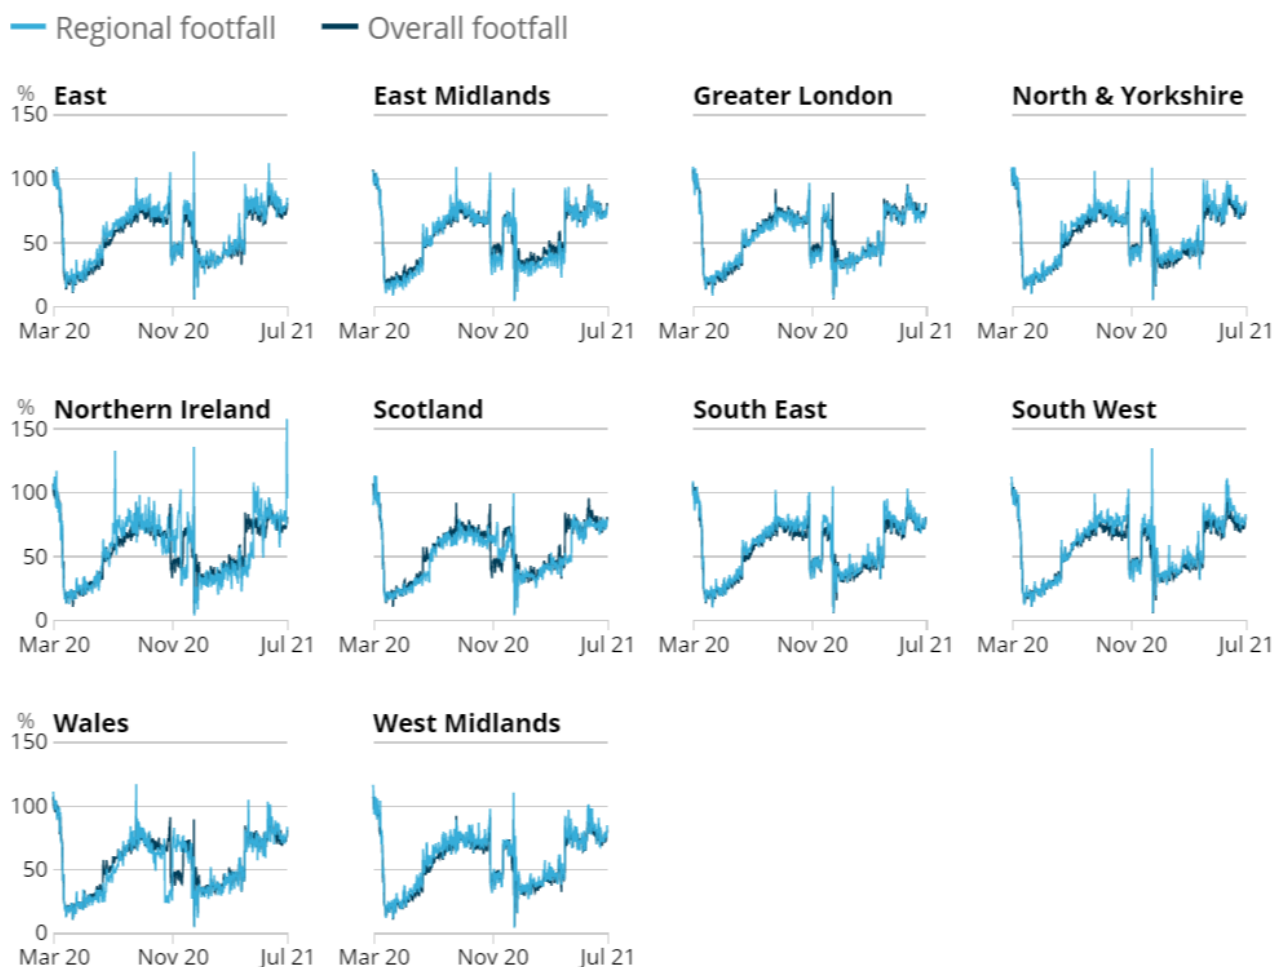 Regional footfall Overall footfall
% East East Midlands Greater London North & Yorkshire
150
100
50
0
Mar 20 Nov 20 Jul 21 Mar 20 Nov 20 Jul 21 Mar 20 Nov 20 Jul 21 Mar 20 Nov 20 Jul 21
% Northern Ireland Scotland South East South West
150
100
50
0
Mar 20 Nov 20 Jul 21 Mar 20 Nov 20 Jul 21 Mar 20 Nov 20 Jul 21 Mar 20 Nov 20 Jul 21
% Wales West Midlands
150
100
50
0
Mar 20 Nov 20 Jul 21 Mar 20 Nov 20 Jul 21